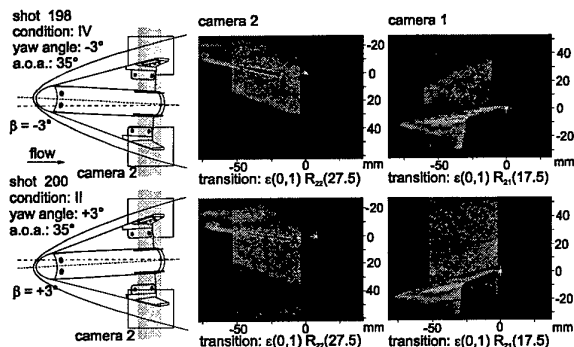 shot 198
condition: IV
yaw angle: -3°
a.o.a.: 35°
β = -3°
flow
camera 2
camera 2
-20
0
20
40
-50
0
mm
transition: ε(0,1) R₂₂(27.5)
camera 1
40
20
0
-20
-50
0
mm
transition: ε(0,1) R₂₁(17.5)
shot 200
condition: II
yaw angle: +3°
a.o.a.: 35°
β = +3°
camera 2
-20
0
20
40
-50
0
mm
transition: ε(0,1) R₂₂(27.5)
40
20
0
-20
-50
0
mm
transition: ε(0,1) R₂₁(17.5)